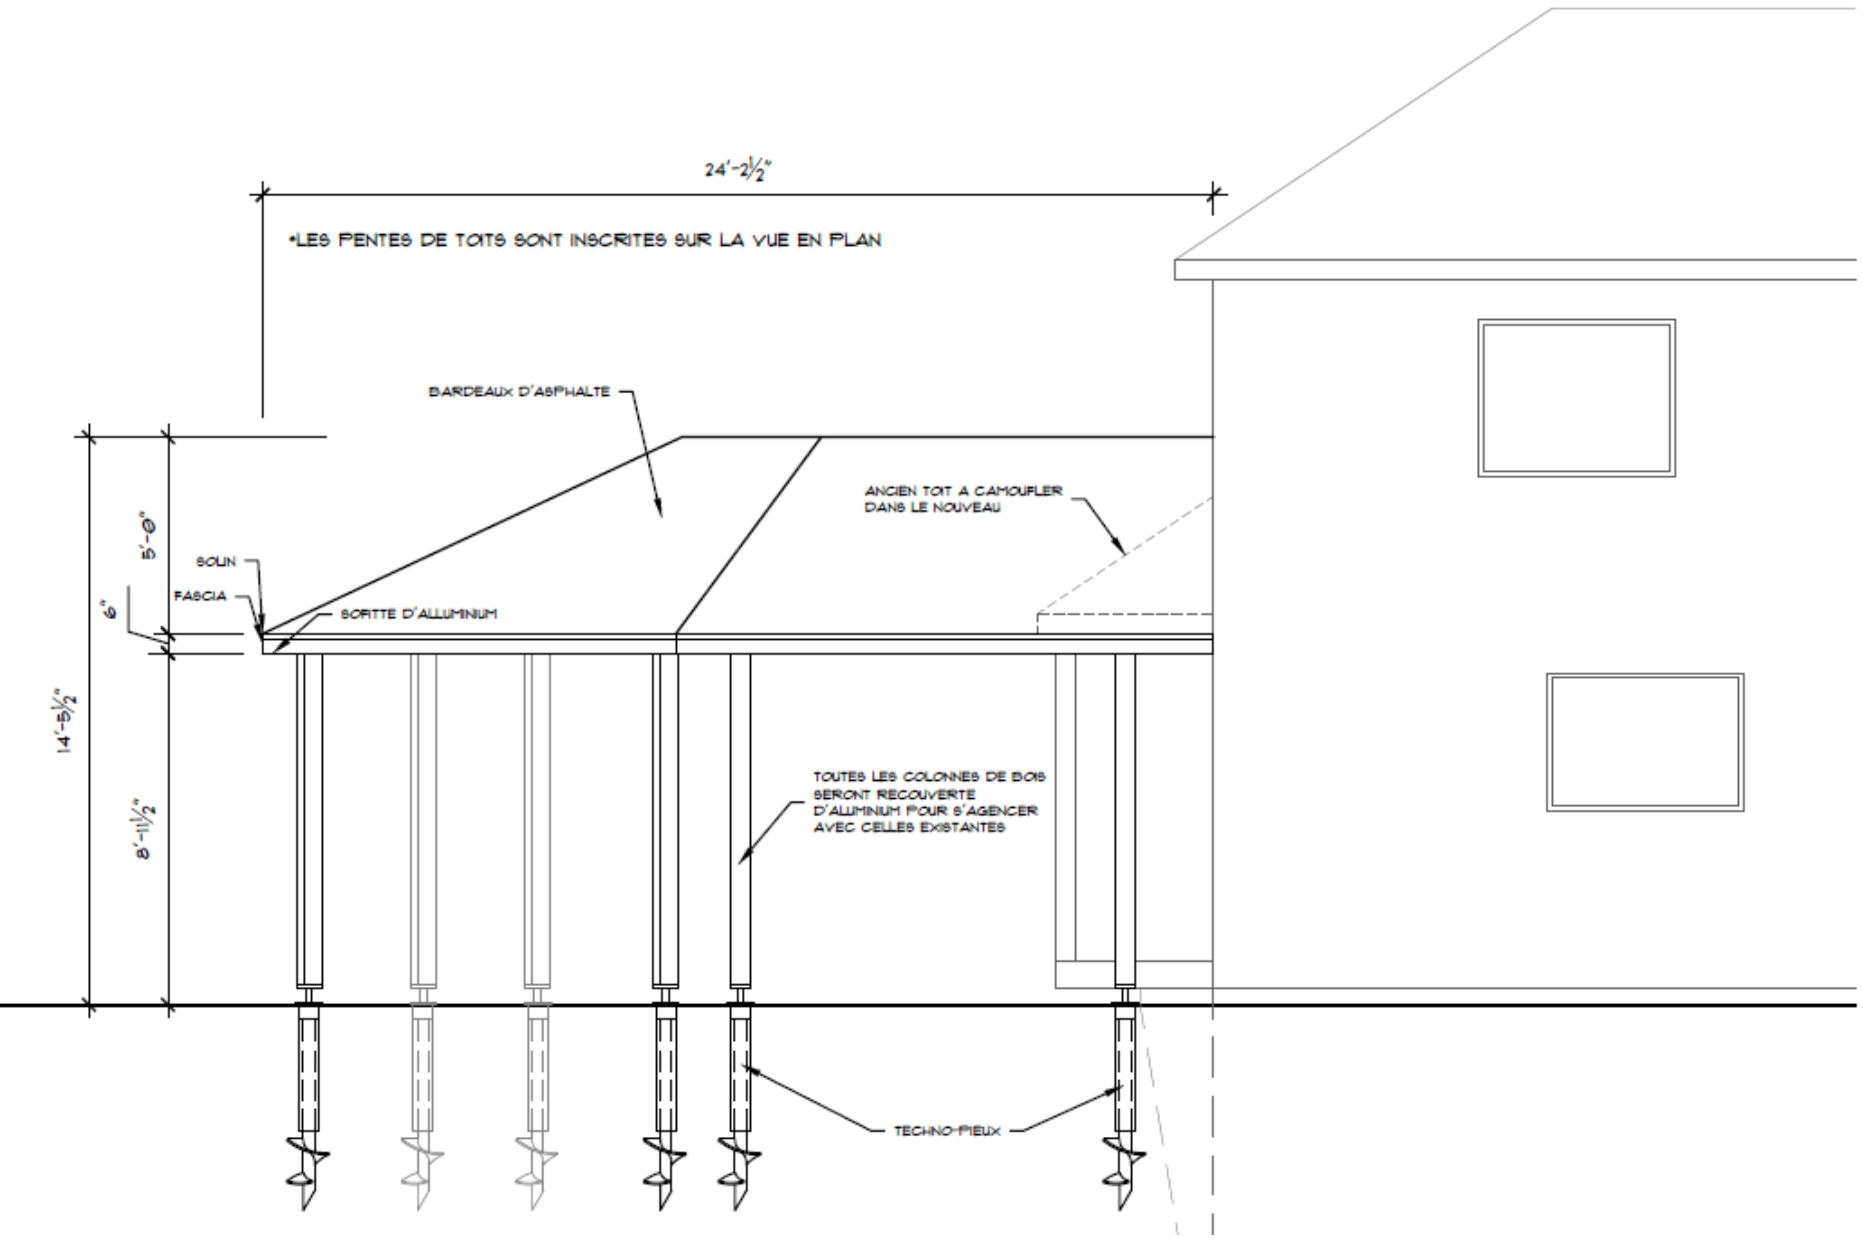 24'-2½"
•LES PENTES DE TOITS SONT INSCRITES SUR LA VUE EN PLAN
BARDEAUX D'ASPHALTE
ANCIEN TOIT A CAMOUFLER
DANS LE NOUVEAU
5'-0"
SOLIN
FASCIA
6"
SOFITTE D'ALLUMINIUM
14'-5½"
8'-11½"
TOUTES LES COLONNES DE BOIS
SERONT RECOUVERTE
D'ALUMINIUM POUR S'AGENCER
AVEC CELLES EXISTANTES
TECHNO-PIEUX